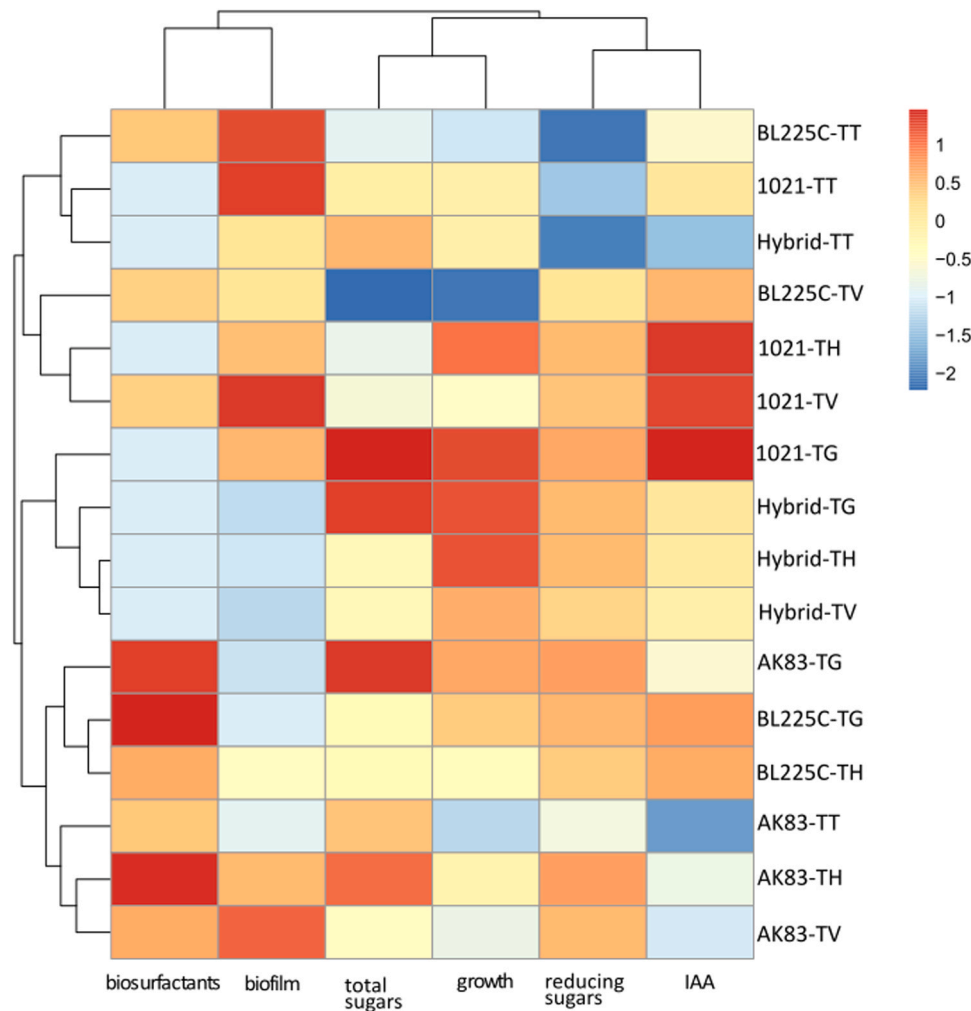 BL225C-TT
1021-TT
Hybrid-TT
BL225C-TV
1021-TH
1021-TV
1021-TG
Hybrid-TG
Hybrid-TH
Hybrid-TV
AK83-TG
BL225C-TG
BL225C-TH
AK83-TT
AK83-TH
AK83-TV
1
0.5
0
−0.5
−1
−1.5
−2
biosurfactants biofilm total growth reducing IAA
sugars sugars